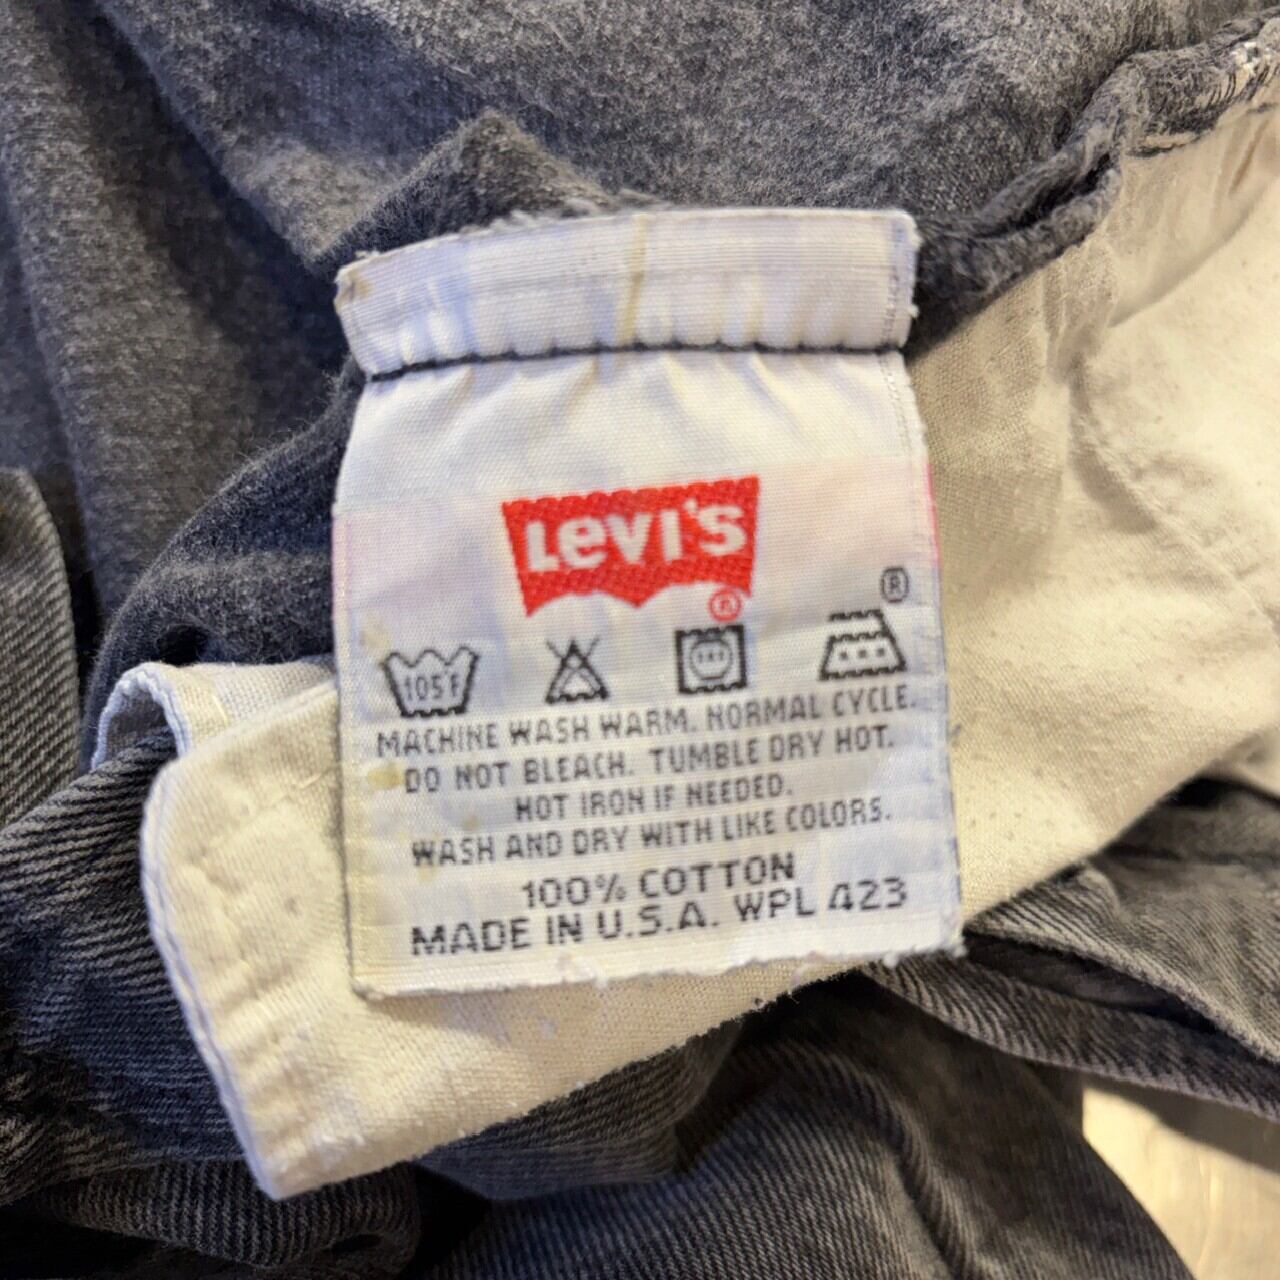 Levi's
®
®
105°F
MACHINE WASH WARM. NORMAL CYCLE.
DO NOT BLEACH. TUMBLE DRY HOT.
HOT IRON IF NEEDED.
WASH AND DRY WITH LIKE COLORS.
100% COTTON
MADE IN U.S.A. WPL 423